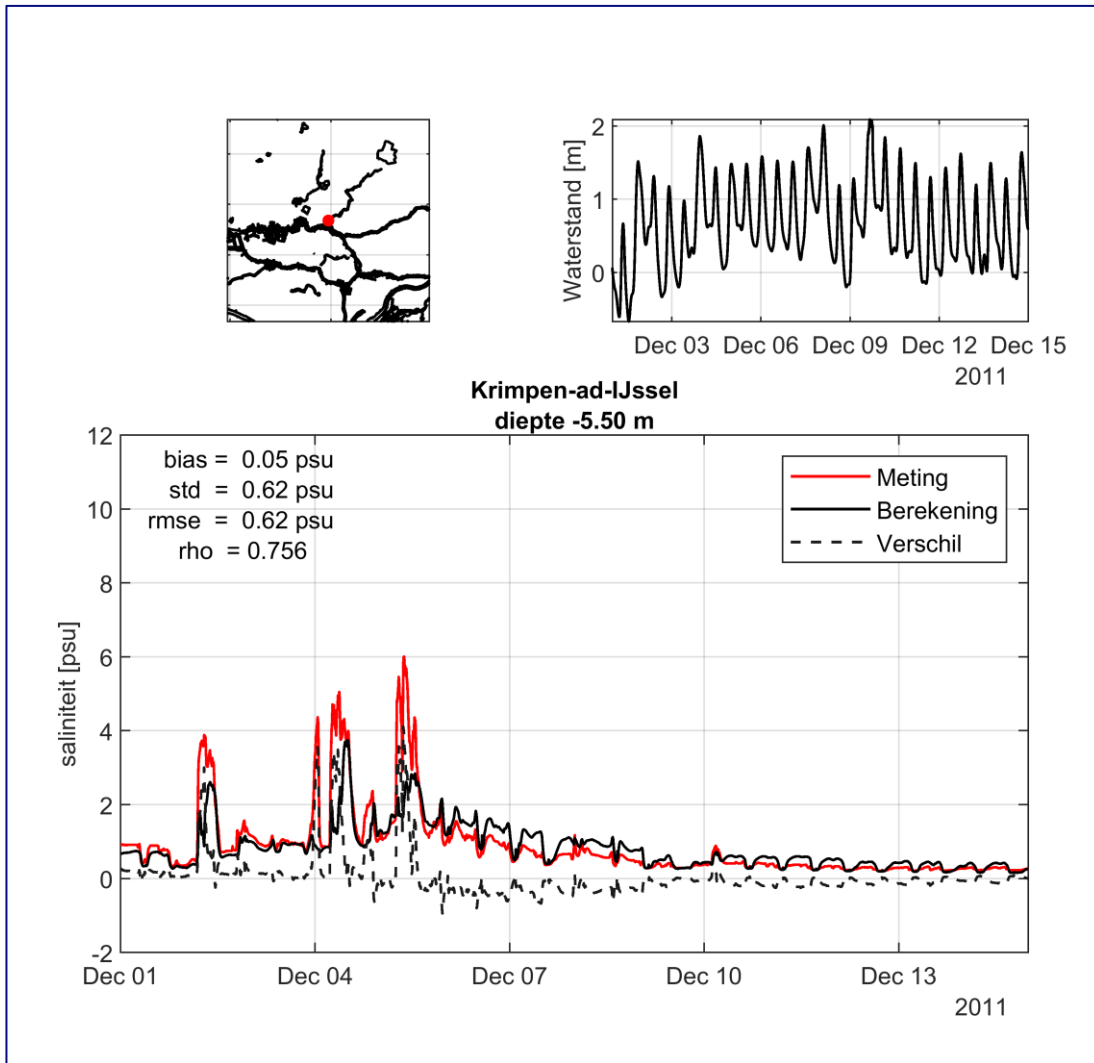 2
1
0
Waterstand [m]
Dec 03 Dec 06 Dec 09 Dec 12 Dec 15
2011
Krimpen-ad-IJssel
diepte -5.50 m
12
10
8
6
4
2
0
-2
saliniteit [psu]
bias = 0.05 psu
std = 0.62 psu
rmse = 0.62 psu
rho = 0.756
Meting
Berekening
Verschil
Dec 01 Dec 04 Dec 07 Dec 10 Dec 13
2011